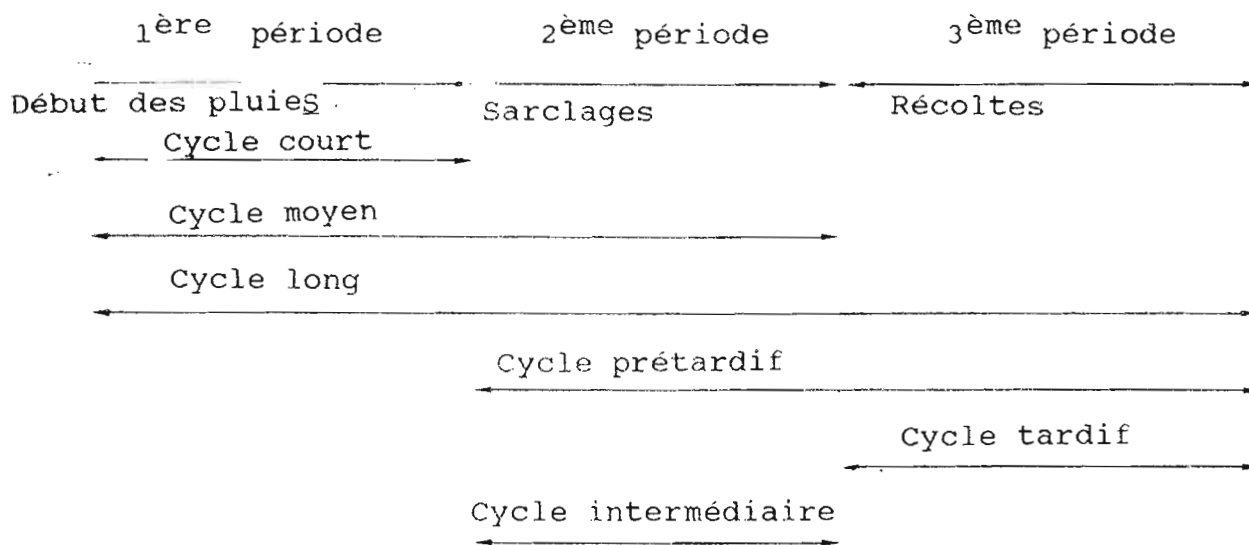 1ère période 2ème période 3ème période
Début des pluies Sarclages Récoltes
Cycle court
Cycle moyen
Cycle long
Cycle prétardif
Cycle tardif
Cycle intermédiaire